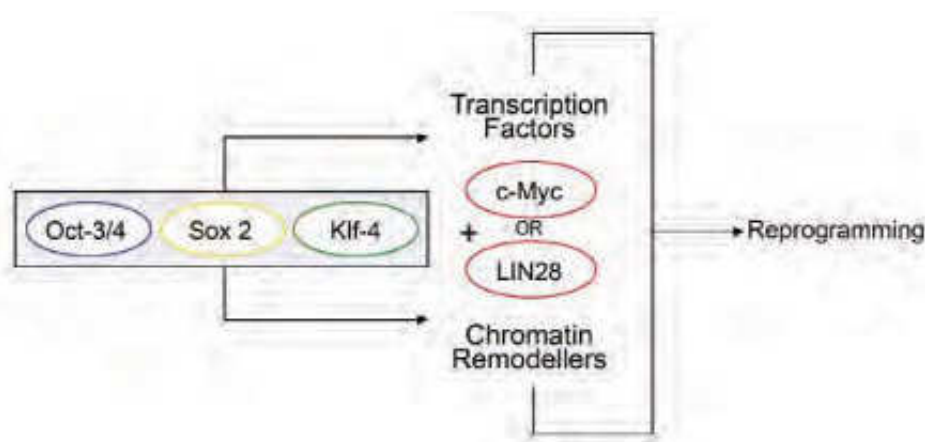 Transcription
Factors
Oct-3/4 Sox 2 Klf-4
+
c-Myc
OR
LIN28
Reprogramming
Chromatin
Remodellers